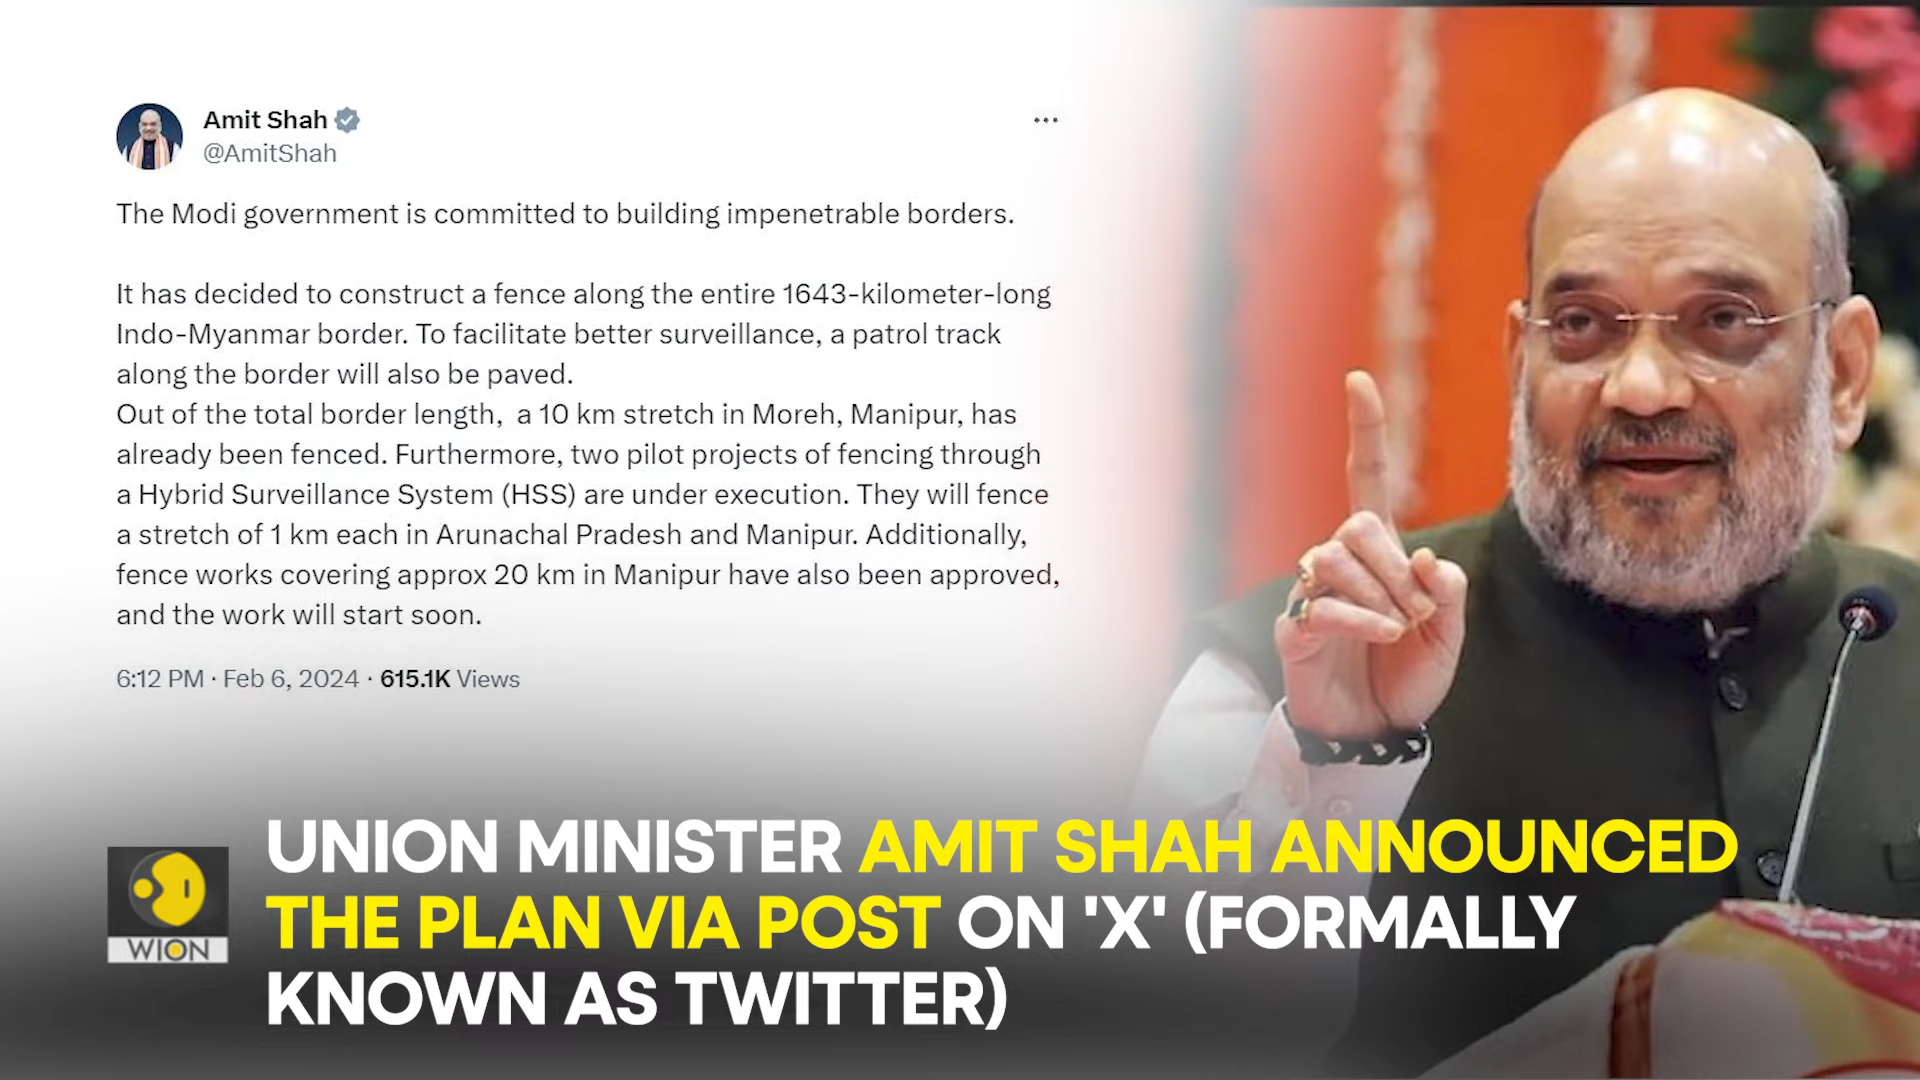 Amit Shah
@AmitShah
The Modi government is committed to building impenetrable borders.
It has decided to construct a fence along the entire 1643-kilometer-long
Indo-Myanmar border. To facilitate better surveillance, a patrol track
along the border will also be paved.
Out of the total border length,  a 10 km stretch in Moreh, Manipur, has
already been fenced. Furthermore, two pilot projects of fencing through
a Hybrid Surveillance System (HSS) are under execution. They will fence
a stretch of 1 km each in Arunachal Pradesh and Manipur. Additionally,
fence works covering approx 20 km in Manipur have also been approved,
and the work will start soon.
6:12 PM · Feb 6, 2024 · 615.1K Views
UNION MINISTER AMIT SHAH ANNOUNCED
THE PLAN VIA POST ON 'X' (FORMALLY
KNOWN AS TWITTER)
WION